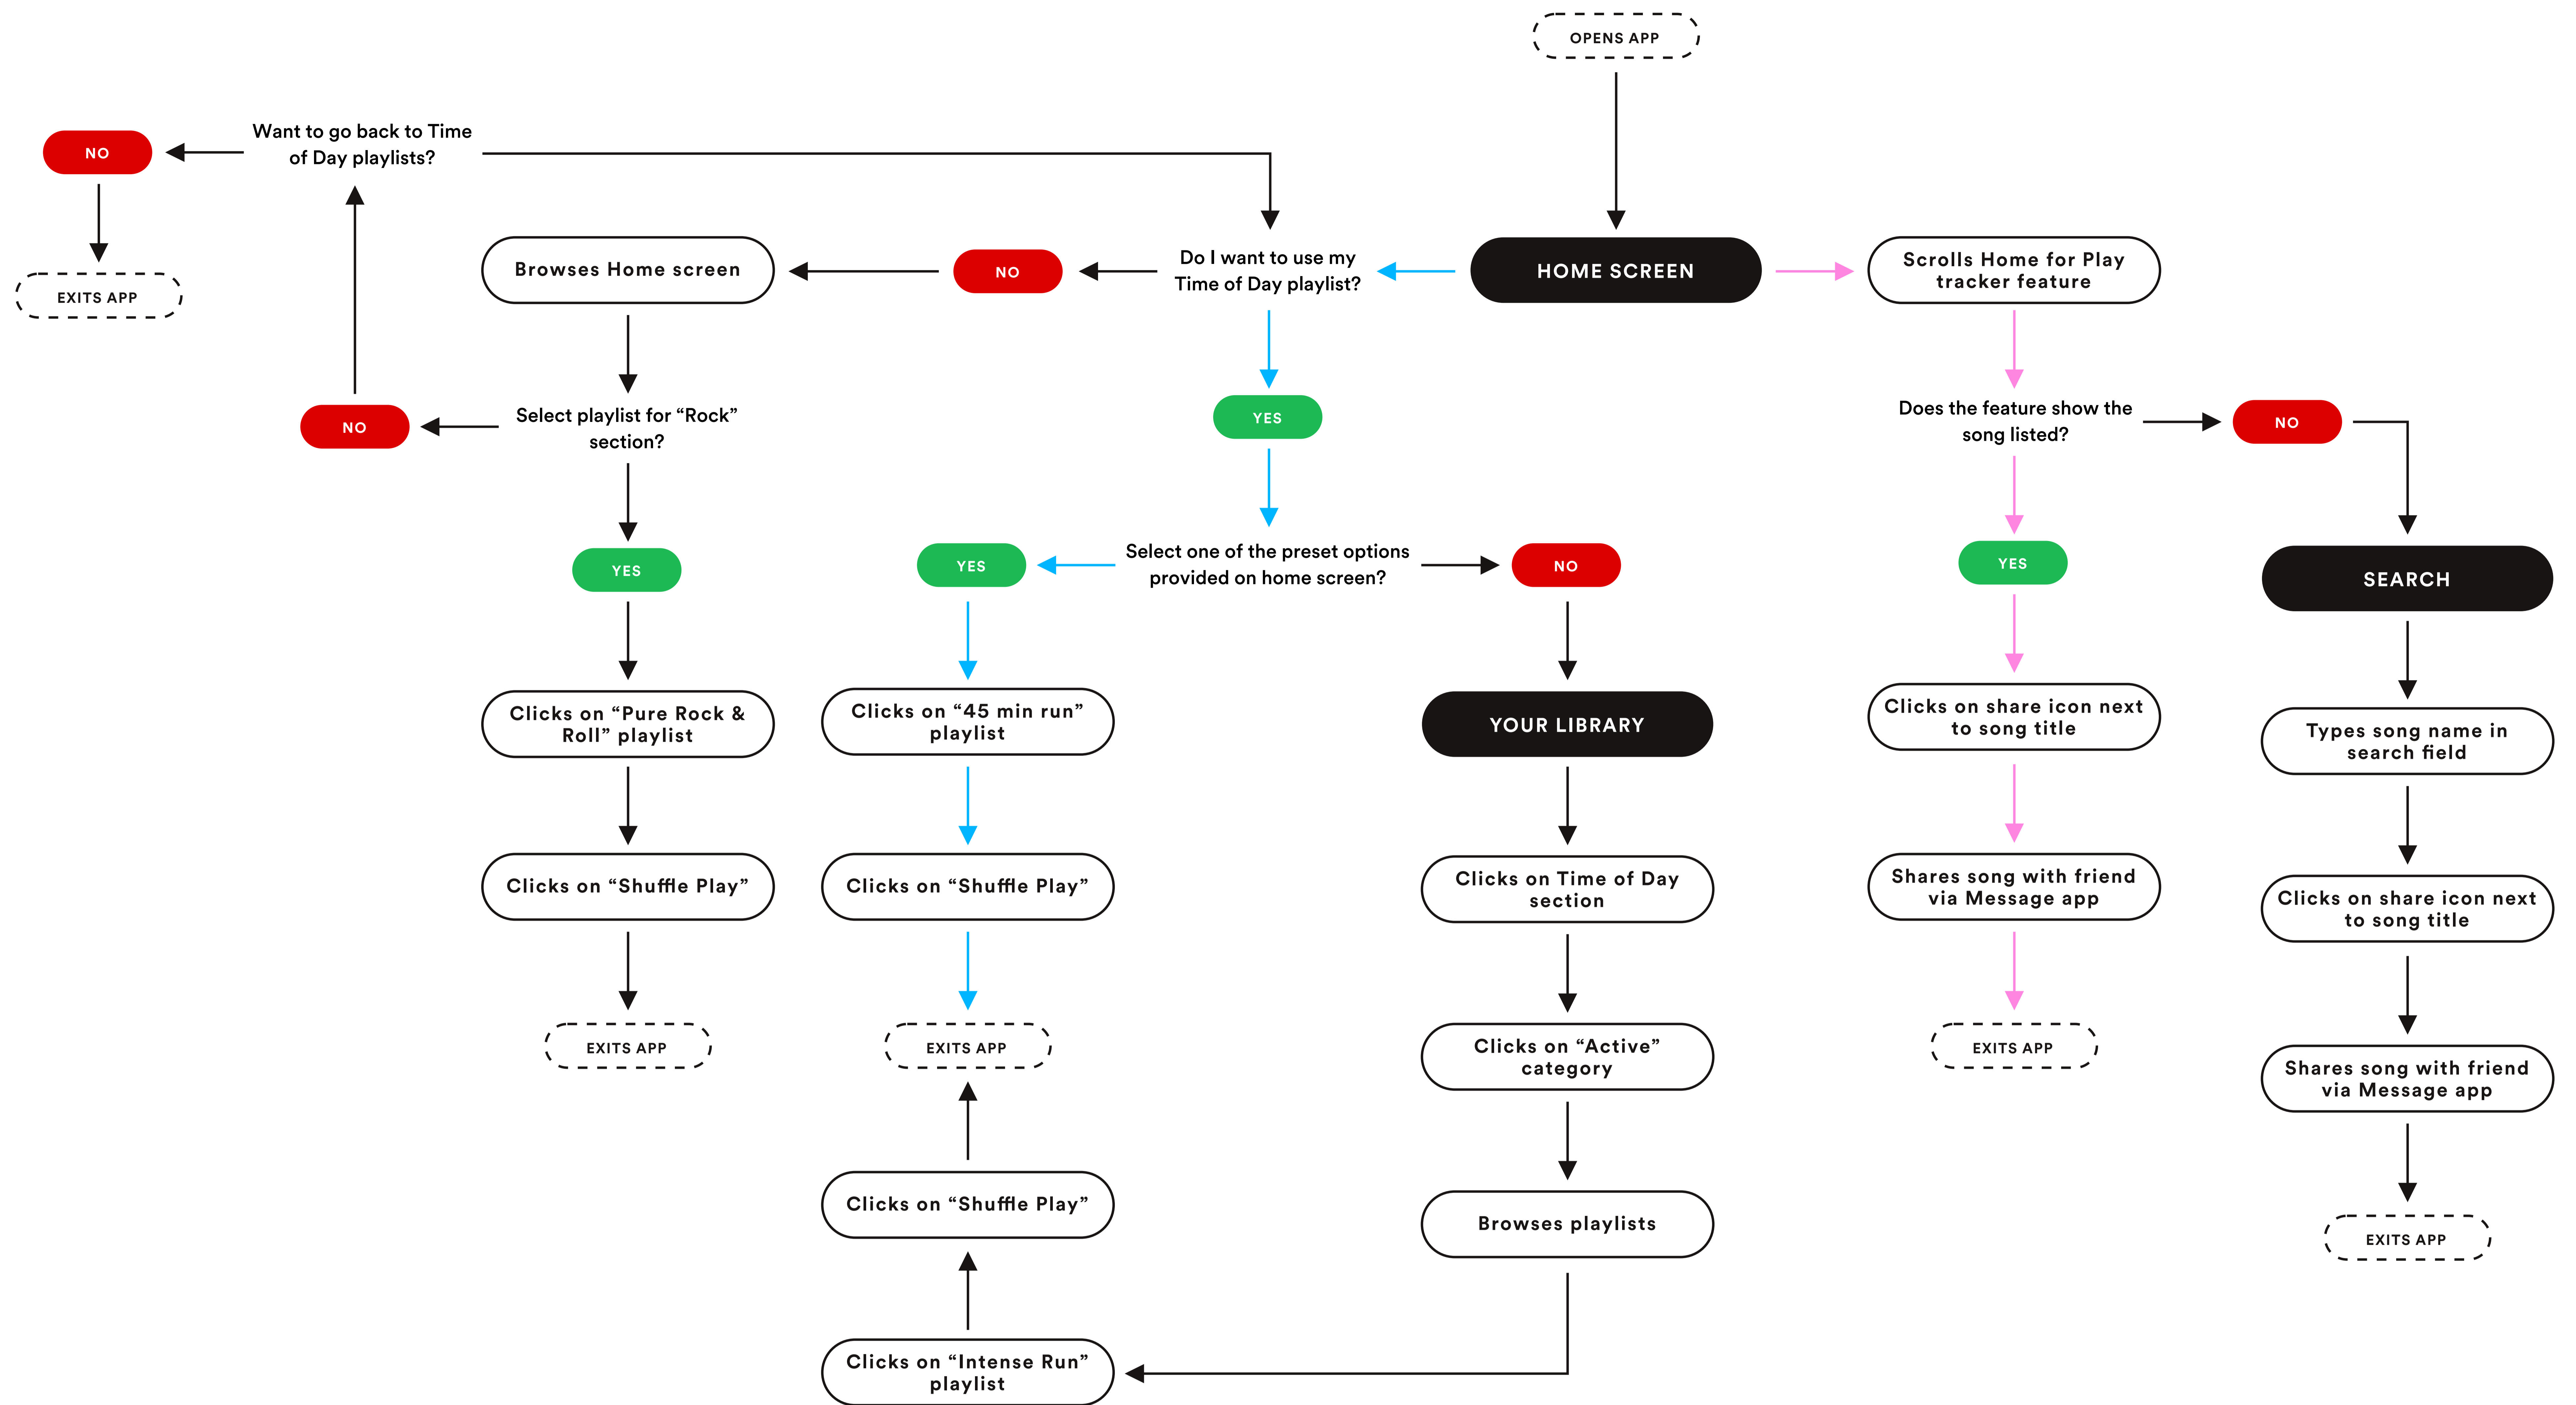 OPENS APP
Want to go back to Time
of Day playlists?
NO
EXITS APP
Browses Home screen
NO
Do I want to use my
Time of Day playlist?
HOME SCREEN
Scrolls Home for Play
tracker feature
NO
Select playlist for “Rock”
section?
YES
Does the feature show the
song listed?
NO
YES
YES
Select one of the preset options
provided on home screen?
NO
YES
SEARCH
Clicks on “Pure Rock &
Roll” playlist
Clicks on “45 min run”
playlist
YOUR LIBRARY
Clicks on share icon next
to song title
Types song name in
search field
Clicks on “Shuffle Play”
Clicks on “Shuffle Play”
Clicks on Time of Day
section
Shares song with friend
via Message app
Clicks on share icon next
to song title
EXITS APP
EXITS APP
Clicks on “Active”
category
EXITS APP
Shares song with friend
via Message app
Clicks on “Shuffle Play”
Browses playlists
EXITS APP
Clicks on “Intense Run”
playlist